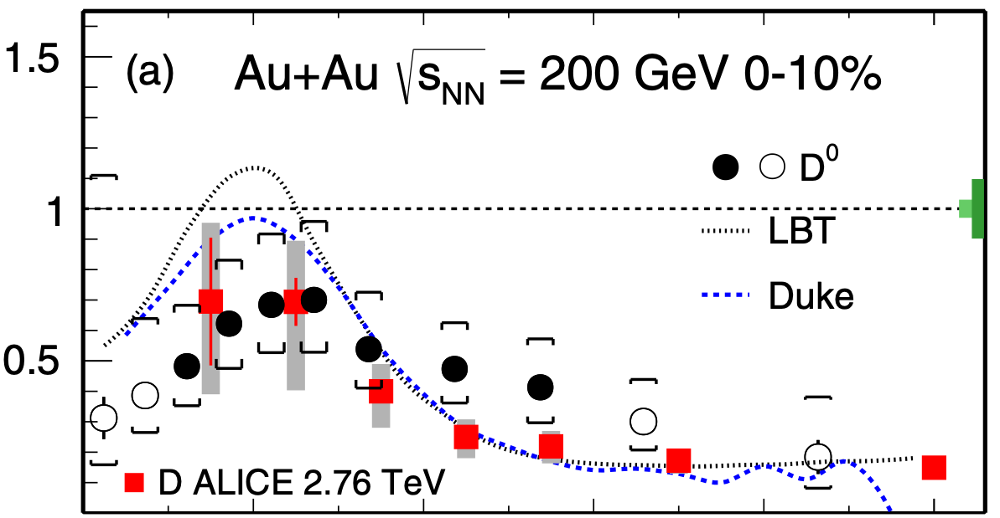 1.5
(a) Au+Au √sNN = 200 GeV 0-10%
D0
1
LBT
Duke
0.5
D ALICE 2.76 TeV